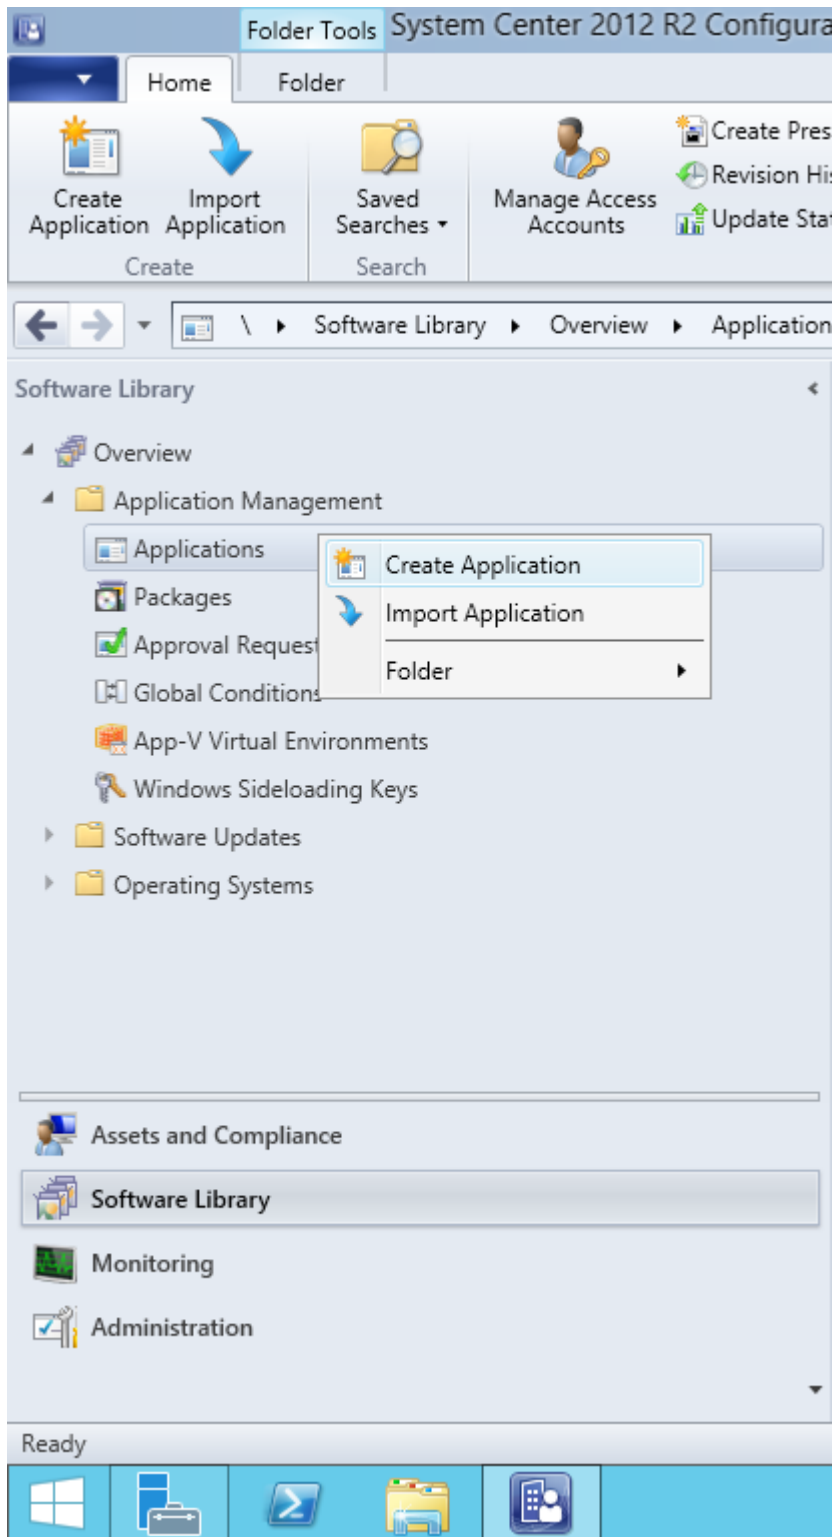 Folder Tools System Center 2012 R2 Configura
Home Folder
Create Application
Import Application
Saved Searches
Manage Access Accounts
Create Pres
Revision His
Update Stat
Create
Search
\ Software Library Overview Application
Software Library
Overview
Application Management
Applications
Create Application
Packages
Import Application
Approval Request
Folder
Global Conditions
App-V Virtual Environments
Windows Sideloading Keys
Software Updates
Operating Systems
Assets and Compliance
Software Library
Monitoring
Administration
Ready